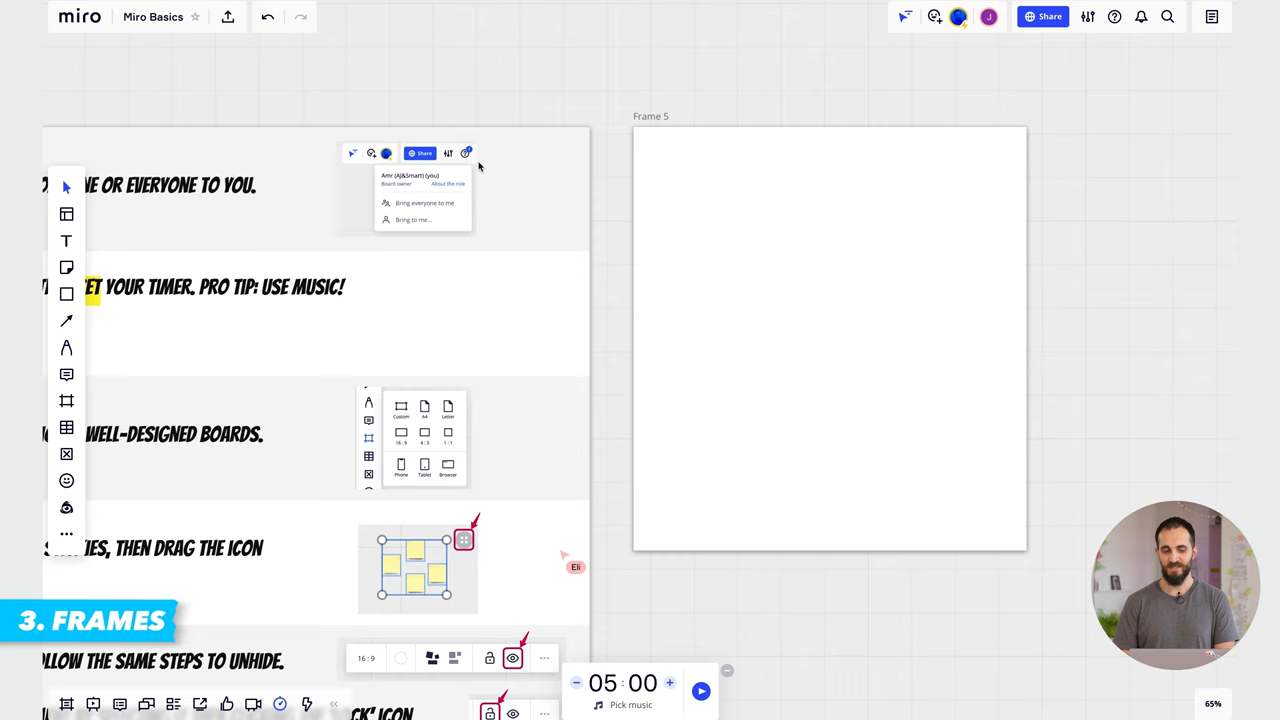 miro
Miro Basics
J
Share
Frame 5
Share
NE OR EVERYONE TO YOU.
Amr (AJ&Smart) (you)
Board owner
About the role
Bring everyone to me
Bring to me...
ET YOUR TIMER. PRO TIP: USE MUSIC!
Custom
A4
Letter
16 : 9
4 : 3
1 : 1
WELL-DESIGNED BOARDS.
Phone
Tablet
Browser
IES, THEN DRAG THE ICON
Eli
3. FRAMES
LLOW THE SAME STEPS TO UNHIDE.
16 : 9
05 : 00
Pick music
CK' ICON
65%